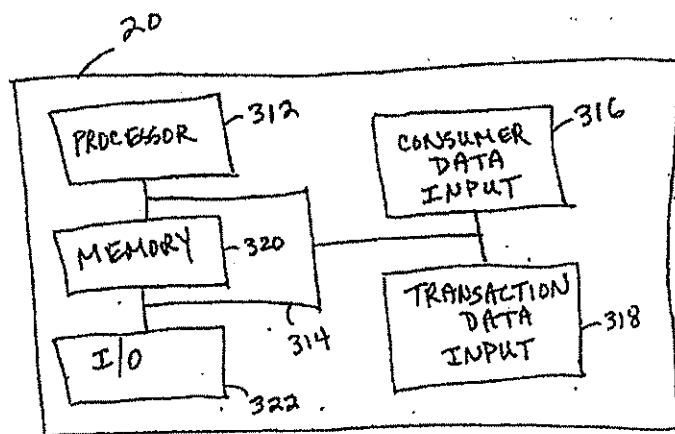 20
PROCESSOR
312
MEMORY
320
I/O
322
314
CONSUMER
DATA
INPUT
316
TRANSACTION
DATA
INPUT
318